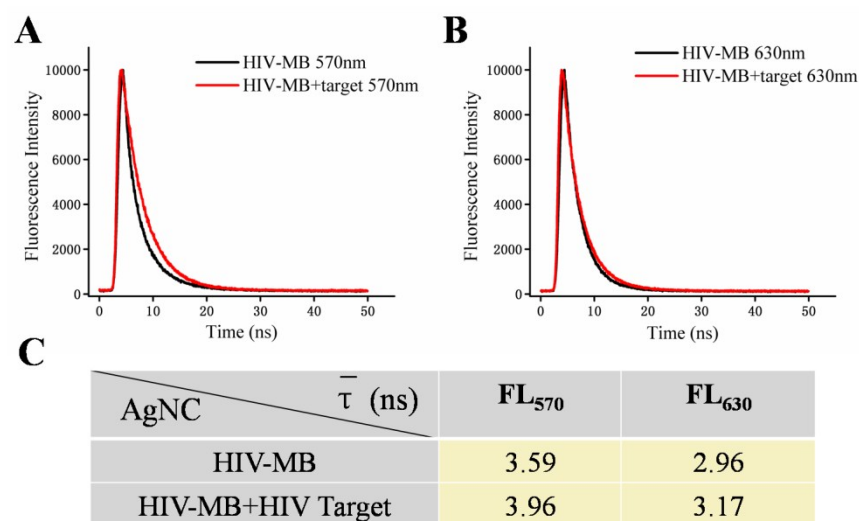 A
HIV-MB 570nm
HIV-MB+target 570nm
Fluorescence Intensity
10000
8000
6000
4000
2000
0
0 10 20 30 40 50
Time (ns)
B
HIV-MB 630nm
HIV-MB+target 630nm
Fluorescence Intensity
10000
8000
6000
4000
2000
0
0 10 20 30 40 50
Time (ns)
C
AgNC τ̅ (ns) FL570 FL630
HIV-MB 3.59 2.96
HIV-MB+HIV Target 3.96 3.17